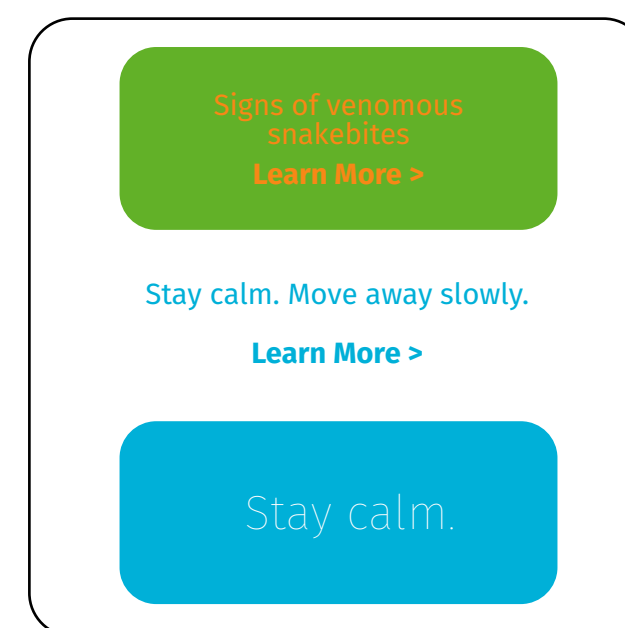 Signs of venomous
snakebites
Learn More >
Stay calm. Move away slowly.
Learn More >
Stay calm.